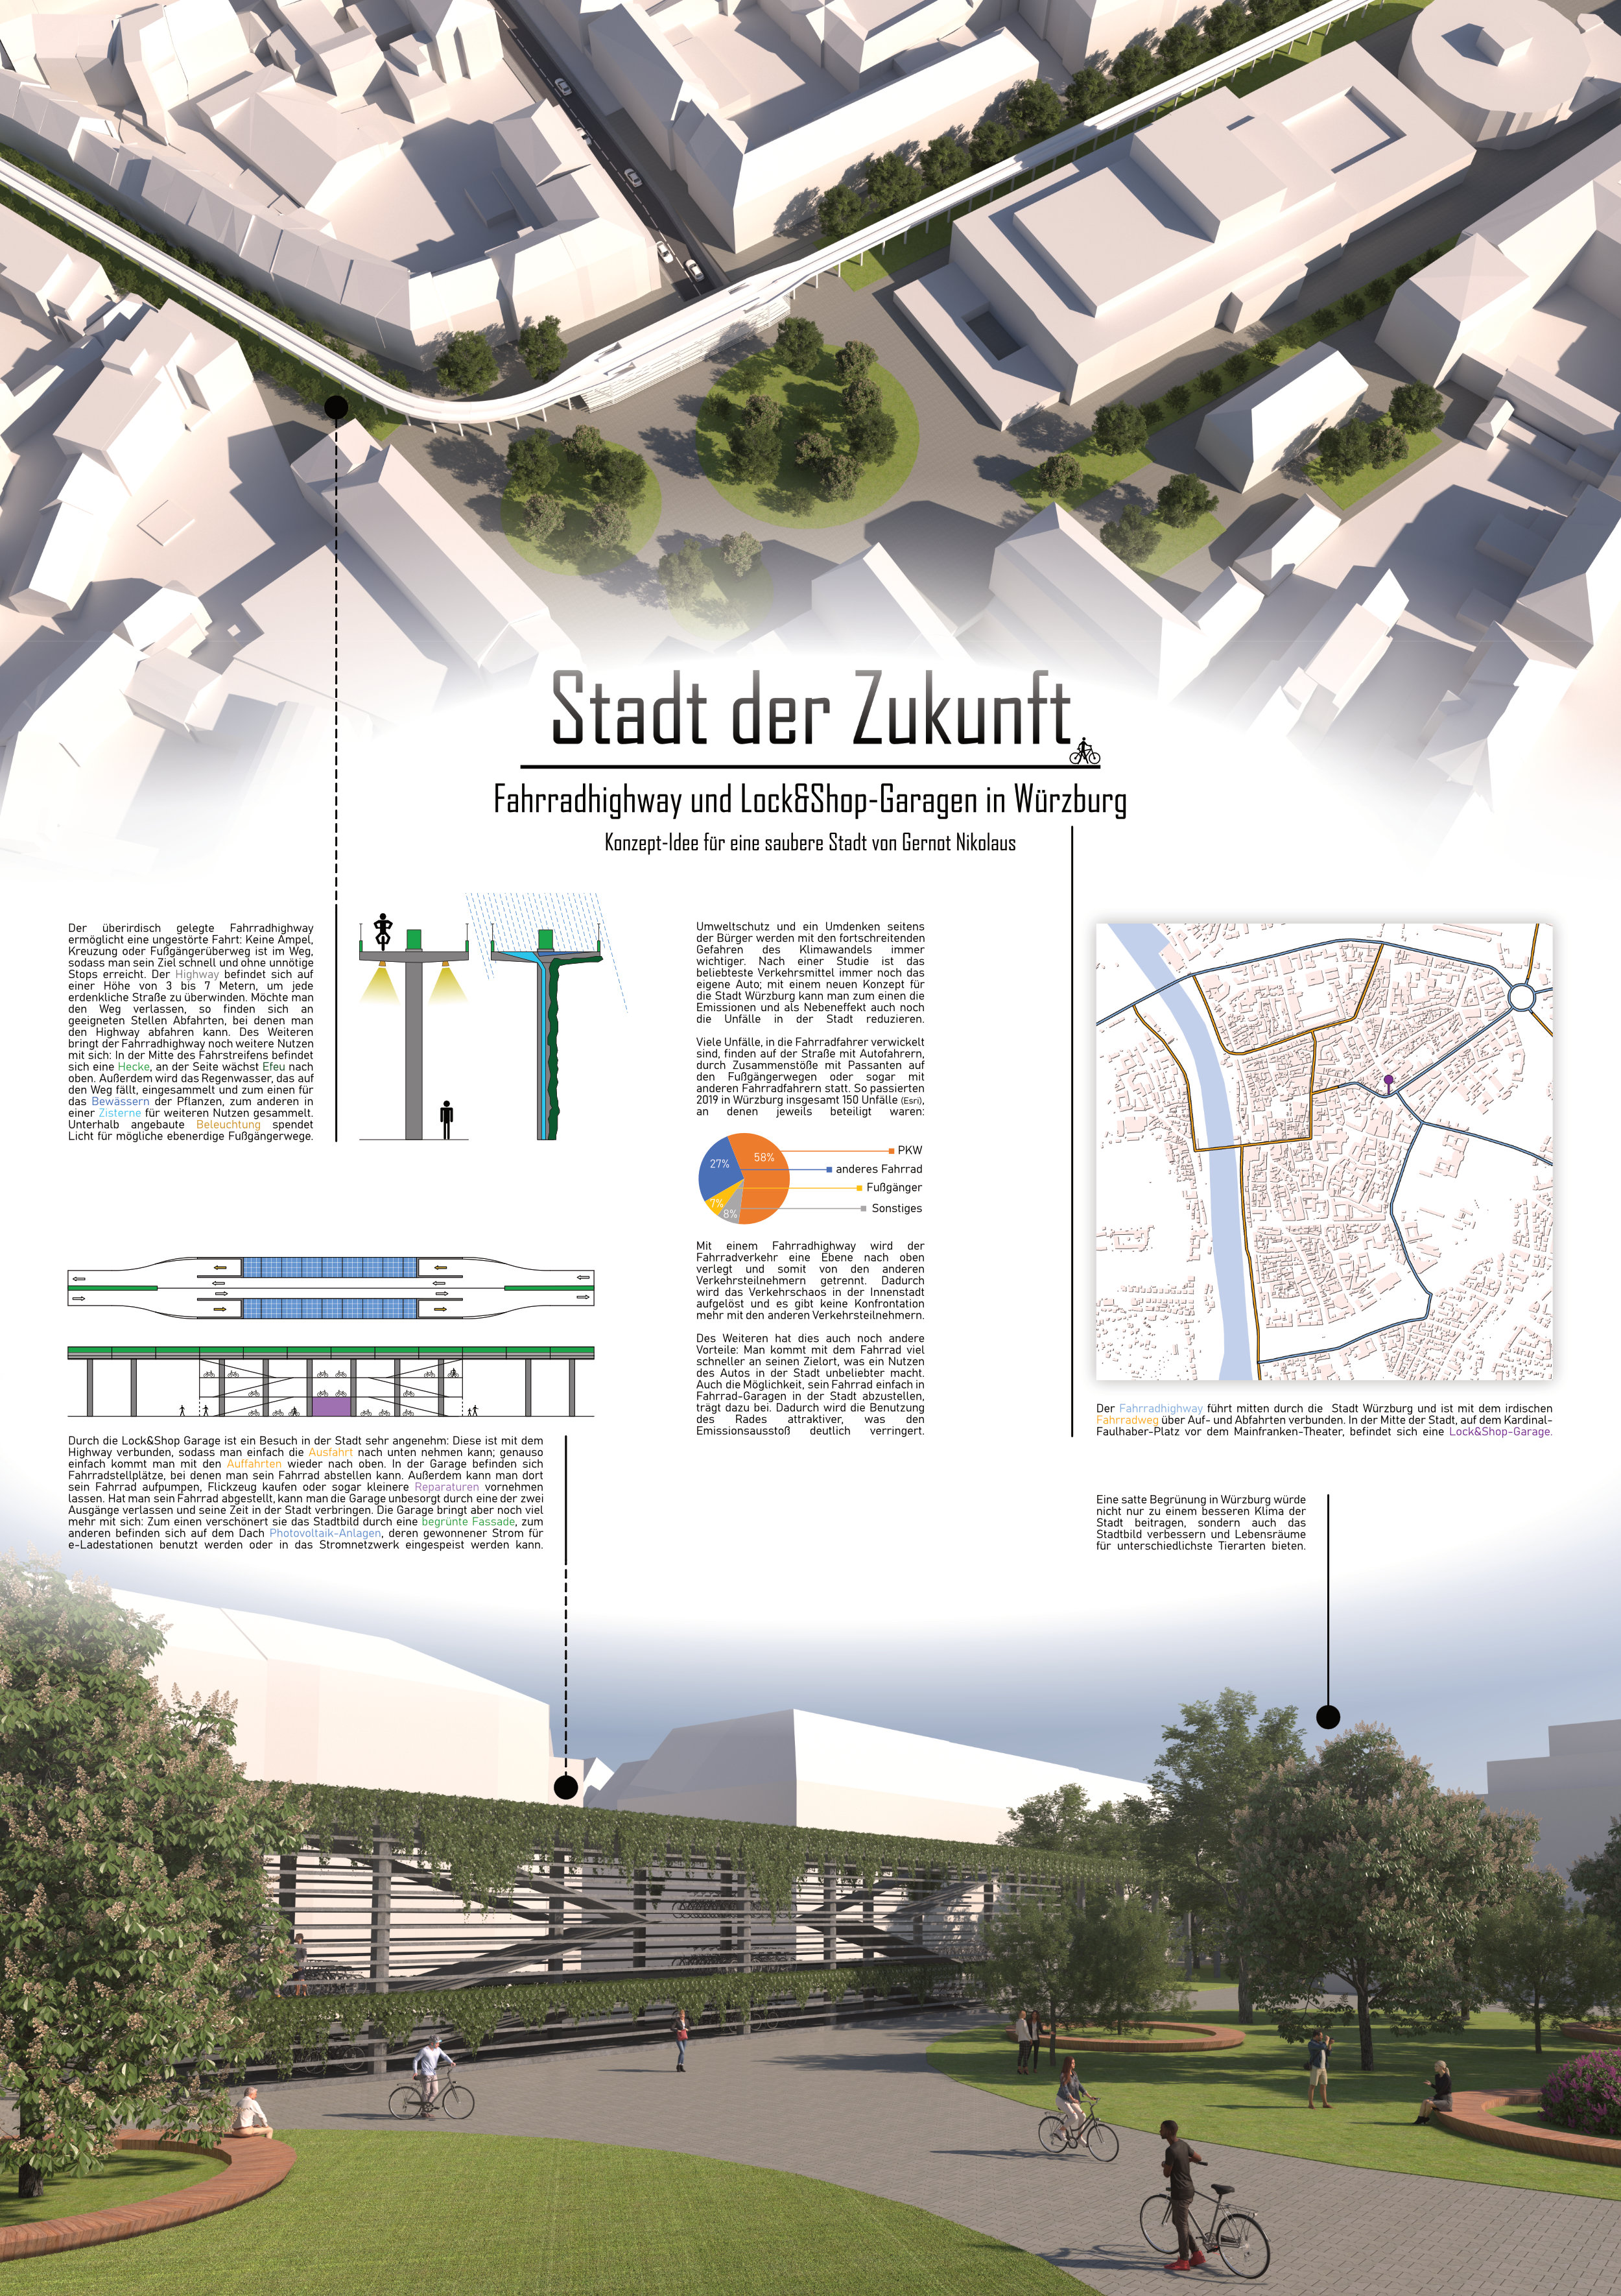 Stadt der Zukunft
Fahrradhighway und Lock&Shop-Garagen in Würzburg
Konzept-Idee für eine saubere Stadt von Gernot Nikolaus
Der überirdisch gelegte Fahrradhighway
ermöglicht eine ungestörte Fahrt: Keine Ampel,
Kreuzung oder Fußgängerüberweg ist im Weg,
sodass man sein Ziel schnell und ohne unnötige
Stops erreicht. Der Highway befindet sich auf
einer Höhe von 3 bis 7 Metern, um jede
erdenkliche Straße zu überwinden. Möchte man
den Weg verlassen, so finden sich an
geeigneten Stellen Abfahrten, bei denen man
den Highway abfahren kann. Des Weiteren
bringt der Fahrradhighway noch weitere Nutzen
mit sich: In der Mitte des Fahrstreifens befindet
sich eine Hecke, an der Seite wächst Efeu nach
oben. Außerdem wird das Regenwasser, das auf
den Weg fällt, eingesammelt und zum einen für
das Bewässern der Pflanzen, zum anderen in
einer Zisterne für weiteren Nutzen gesammelt.
Unterhalb angebaute Beleuchtung spendet
Licht für mögliche ebenerdige Fußgängerwege.
Durch die Lock&Shop Garage ist ein Besuch in der Stadt sehr angenehm: Diese ist mit dem
Highway verbunden, sodass man einfach die Ausfahrt nach unten nehmen kann; genauso
einfach kommt man mit den Auffahrten wieder nach oben. In der Garage befinden sich
Fahrradstellplätze, bei denen man sein Fahrrad abstellen kann. Außerdem kann man dort
sein Fahrrad aufpumpen, Flickzeug kaufen oder sogar kleinere Reparaturen vornehmen
lassen. Hat man sein Fahrrad abgestellt, kann man die Garage unbesorgt durch eine der zwei
Ausgänge verlassen und seine Zeit in der Stadt verbringen. Die Garage bringt aber noch viel
mehr mit sich: Zum einen verschönert sie das Stadtbild durch eine begrünte Fassade, zum
anderen befinden sich auf dem Dach Photovoltaik-Anlagen, deren gewonnener Strom für
e-Ladestationen benutzt werden oder in das Stromnetzwerk eingespeist werden kann.
Umweltschutz und ein Umdenken seitens
der Bürger werden mit den fortschreitenden
Gefahren des Klimawandels immer
wichtiger. Nach einer Studie ist das
beliebteste Verkehrsmittel immer noch das
eigene Auto; mit einem neuen Konzept für
die Stadt Würzburg kann man zum einen die
Emissionen und als Nebeneffekt auch noch
die Unfälle in der Stadt reduzieren.
Viele Unfälle, in die Fahrradfahrer verwickelt
sind, finden auf der Straße mit Autofahrern,
durch Zusammenstöße mit Passanten auf
den Fußgängerwegen oder sogar mit
anderen Fahrradfahrern statt. So passierten
2019 in Würzburg insgesamt 150 Unfälle (Esri),
an denen jeweils beteiligt waren:
58%
PKW
27%
anderes Fahrrad
7%
Fußgänger
8%
Sonstiges
Mit einem Fahrradhighway wird der
Fahrradverkehr eine Ebene nach oben
verlegt und somit von den anderen
Verkehrsteilnehmern getrennt. Dadurch
wird das Verkehrschaos in der Innenstadt
aufgelöst und es gibt keine Konfrontation
mehr mit den anderen Verkehrsteilnehmern.
Des Weiteren hat dies auch noch andere
Vorteile: Man kommt mit dem Fahrrad viel
schneller an seinen Zielort, was ein Nutzen
des Autos in der Stadt unbeliebter macht.
Auch die Möglichkeit, sein Fahrrad einfach in
Fahrrad-Garagen in der Stadt abzustellen,
trägt dazu bei. Dadurch wird die Benutzung
des Rades attraktiver, was den
Emissionsausstoß deutlich verringert.
Der Fahrradhighway führt mitten durch die Stadt Würzburg und ist mit dem irdischen
Fahrradweg über Auf- und Abfahrten verbunden. In der Mitte der Stadt, auf dem Kardinal-
Faulhaber-Platz vor dem Mainfranken-Theater, befindet sich eine Lock&Shop-Garage.
Eine satte Begrünung in Würzburg würde
nicht nur zu einem besseren Klima der
Stadt beitragen, sondern auch das
Stadtbild verbessern und Lebensräume
für unterschiedlichste Tierarten bieten.